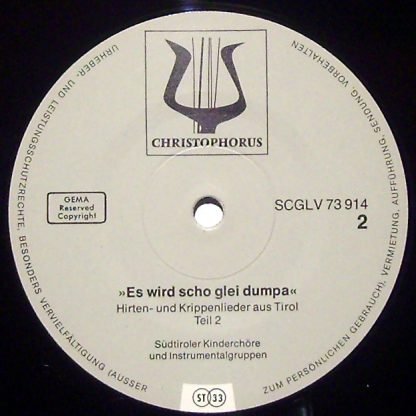 URHEBER- UND LEISTUNGSSCHUTZRECHTE, BESONDERS VERVIELFÄLTIGUNG (AUSSER
ZUM PERSÖNLICHEN GEBRAUCH), VERMIETUNG, AUFFÜHRUNG, SENDUNG, VORBEHALTEN
CHRISTOPHORUS
GEMA
Reserved
Copyright
SCGLV 73 914
2
»Es wird scho glei dumpa«
Hirten- und Krippenlieder aus Tirol
Teil 2
Südtiroler Kinderchöre
und Instrumentalgruppen
ST 33